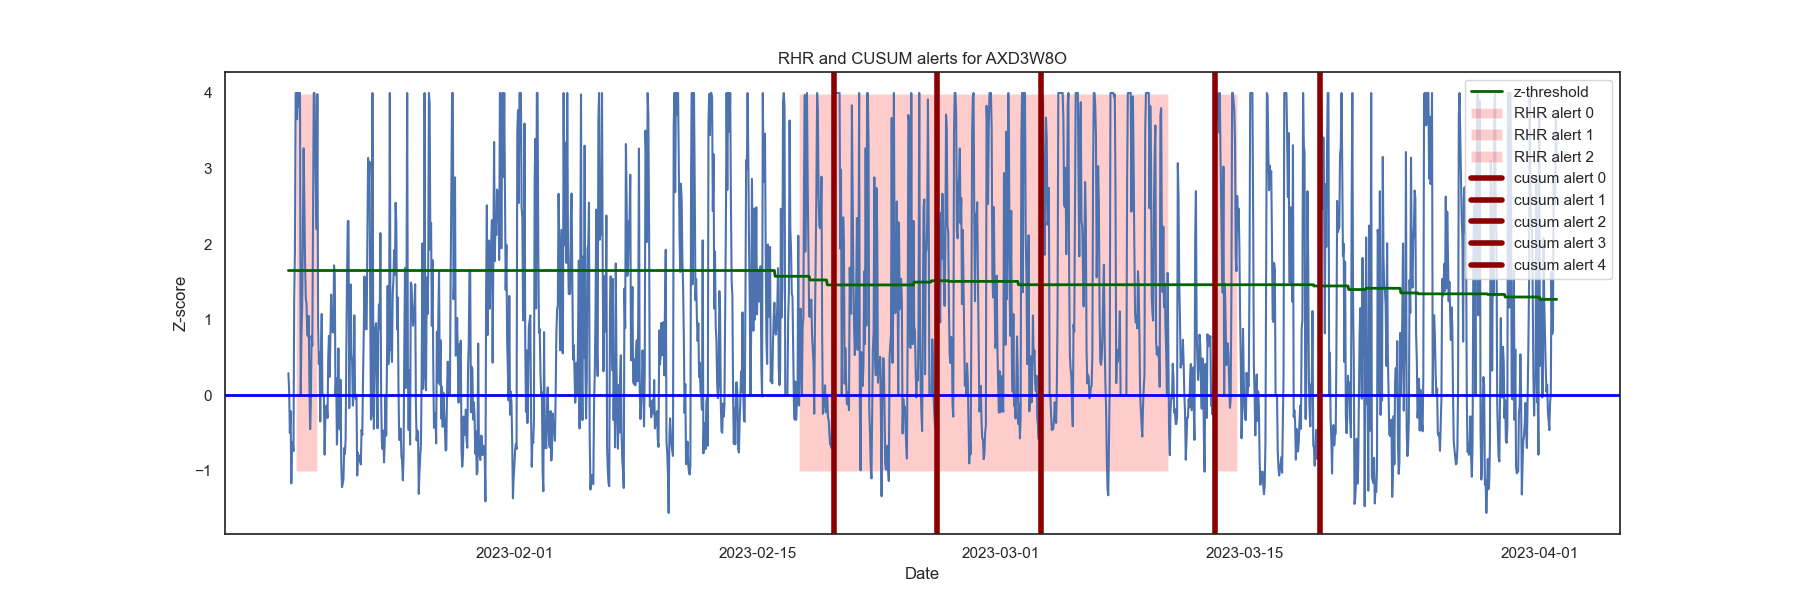 RHR and CUSUM alerts for AXD3W8O
4
3
2
1
0
−1
Z-score
z-threshold
RHR alert 0
RHR alert 1
RHR alert 2
cusum alert 0
cusum alert 1
cusum alert 2
cusum alert 3
cusum alert 4
2023-02-01
2023-02-15
2023-03-01
2023-03-15
2023-04-01
Date